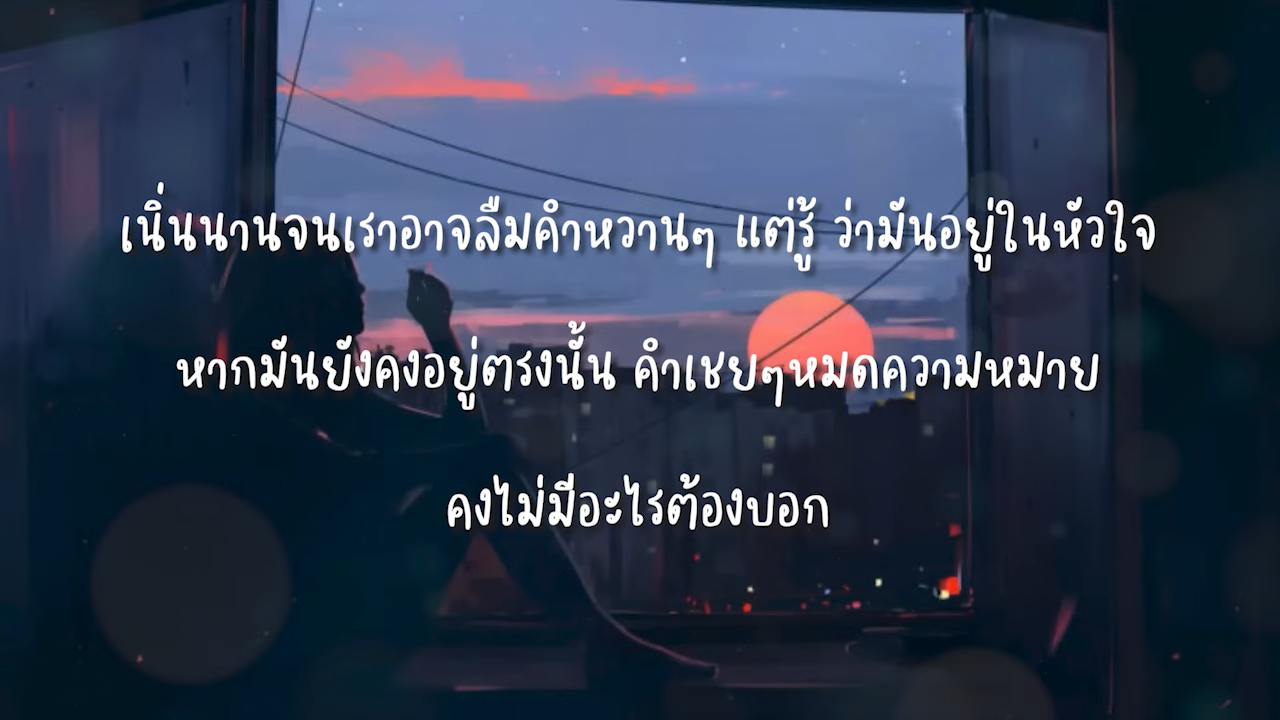 เนิ่นนานจนเราอาจลืมคำหวานๆ แต่รู้ ว่ามันอยู่ในหัวใจ
หากมันยังคงอยู่ตรงนั้น คำเชยๆหมดความหมาย
คงไม่มีอะไรต้องบอก